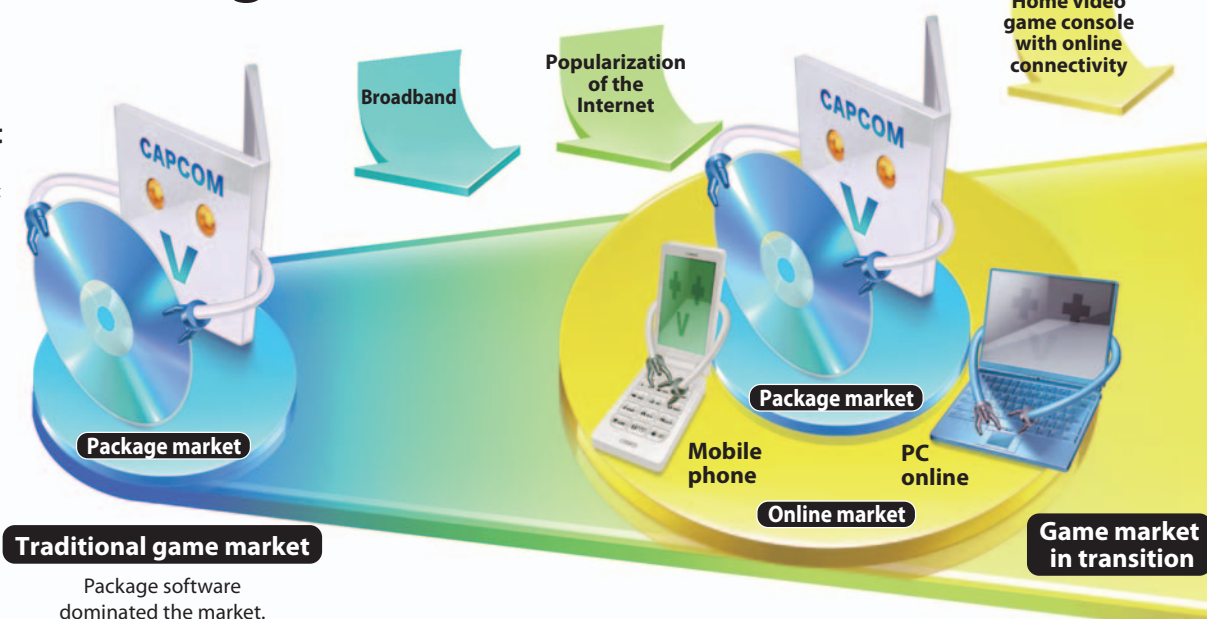 Home video
game console
with online
connectivity
Popularization
of the
Internet
Broadband
CAPCOM
V
CAPCOM
V
V
Package market
Package market
Mobile
phone
PC
online
Online market
Traditional game market
Game market
in transition
Package software
dominated the market.